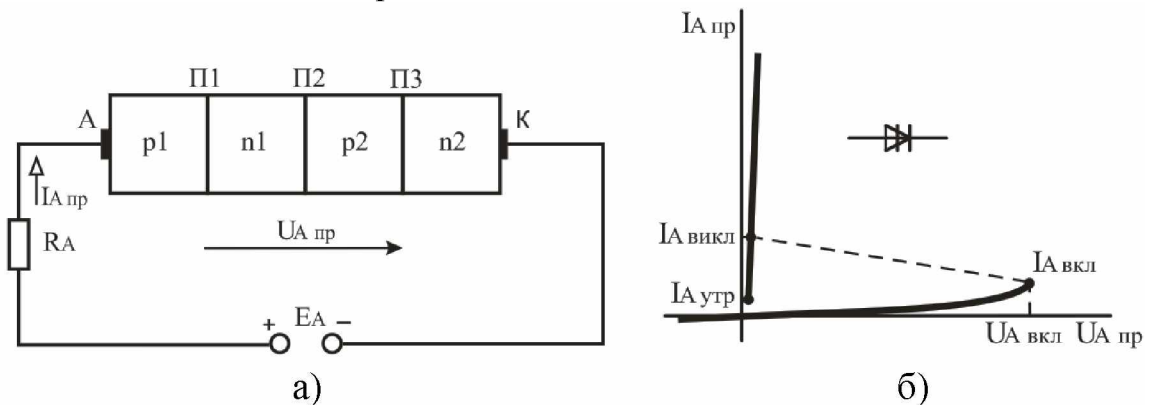 П1 П2 П3
А К
p1 n1 p2 n2
IА пр
RА
UА пр
+ EА −
а)
IА пр
IА викл
IА вкл
IА утр
UА вкл UА пр
б)